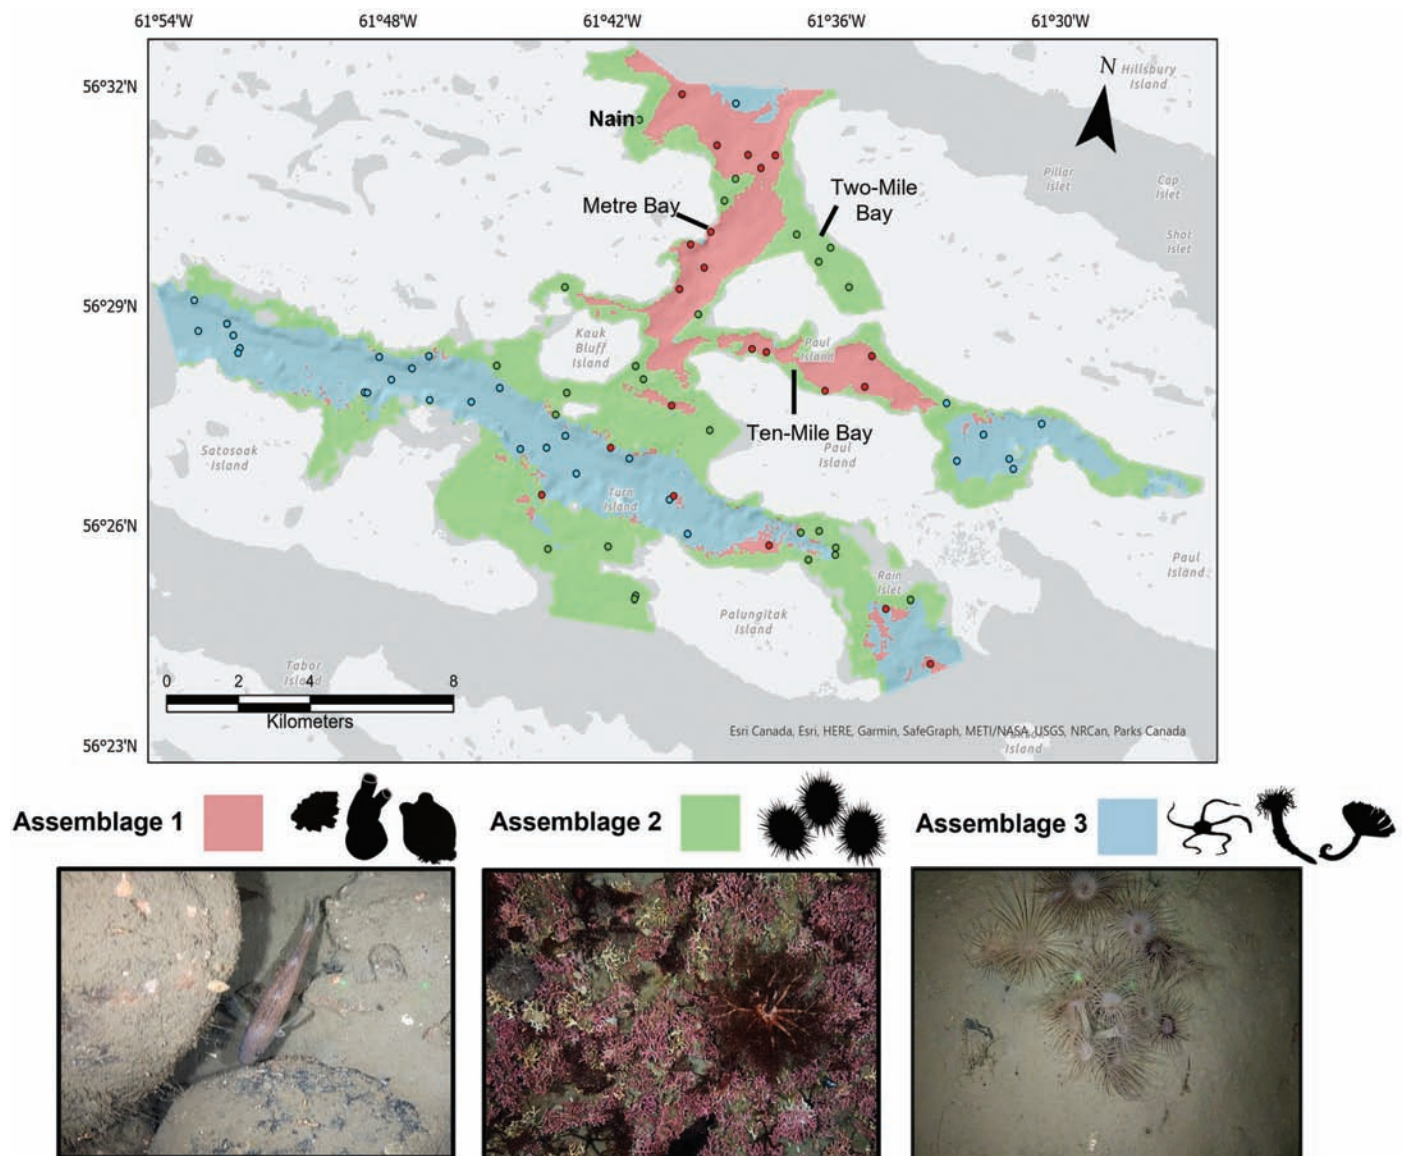 61°54'W 61°48'W 61°42'W 61°36'W 61°30'W
56°32'N
56°29'N
56°26'N
56°23'N
N
Hillsbury
Island
Pillar
Islet
Cap
Islet
Shot
Islet
Nain
Metre Bay
Two-Mile
Bay
Kauk
Bluff
Island
Paul
Island
Ten-Mile Bay
Paul
Island
Satosoak
Island
Turn
Island
Paul
Island
Rain
Islet
Palungitak
Island
Tabor
Island
0 2 4 8
Kilometers
Esri Canada, Esri, HERE, Garmin, SafeGraph, METI/NASA, USGS, NRCan, Parks Canada
Island
Assemblage 1
Assemblage 2
Assemblage 3